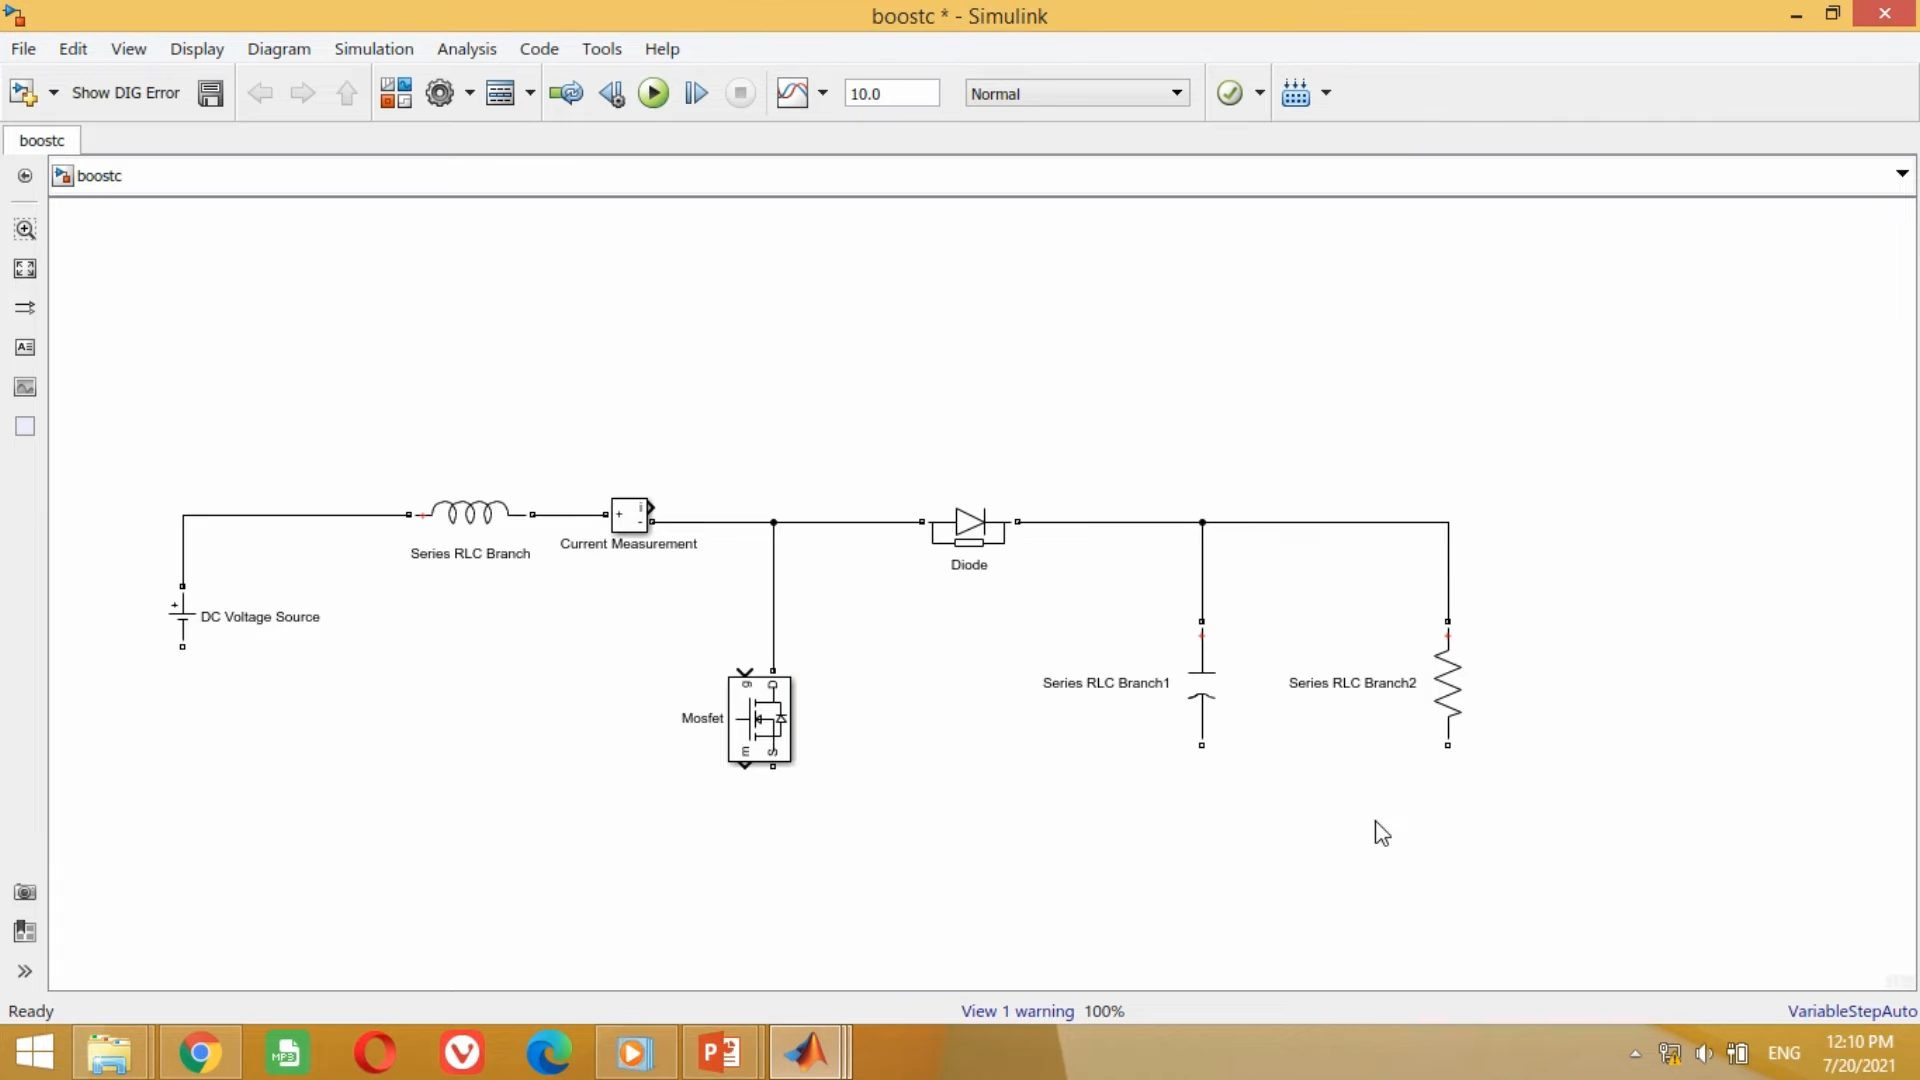 boostc * - Simulink
File Edit View Display Diagram Simulation Analysis Code Tools Help
Show DIG Error 10.0 Normal
boostc
boostc
i
+
-
Series RLC Branch
Current Measurement
Diode
+
DC Voltage Source
g D
Mosfet
m S
Series RLC Branch1
Series RLC Branch2
Ready View 1 warning 100% VariableStepAuto
MP3
P
ENG
12:10 PM
7/20/2021